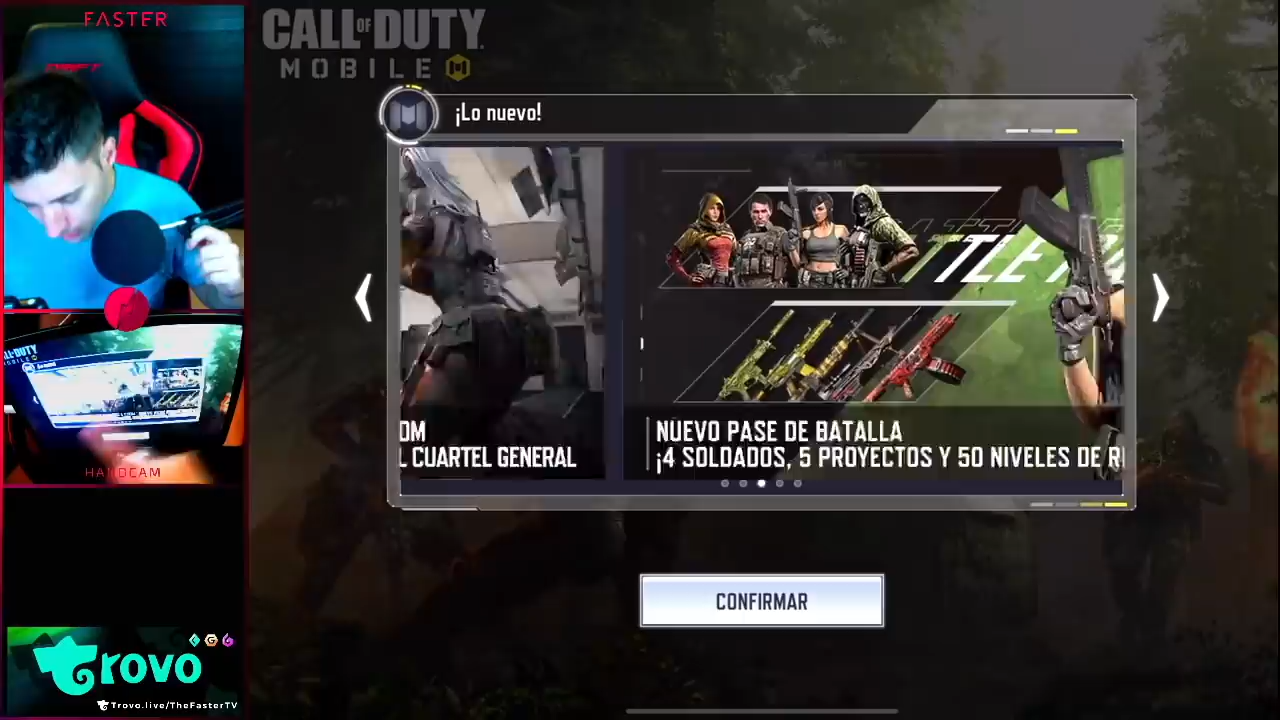 FASTER
CALL OF DUTY
MOBILE
¡Lo nuevo!
OM
L CUARTEL GENERAL
NUEVO PASE DE BATALLA
¡4 SOLDADOS, 5 PROYECTOS Y 50 NIVELES DE
CONFIRMAR
HANDCAM
Trovo
Trovo.live/TheFasterTV